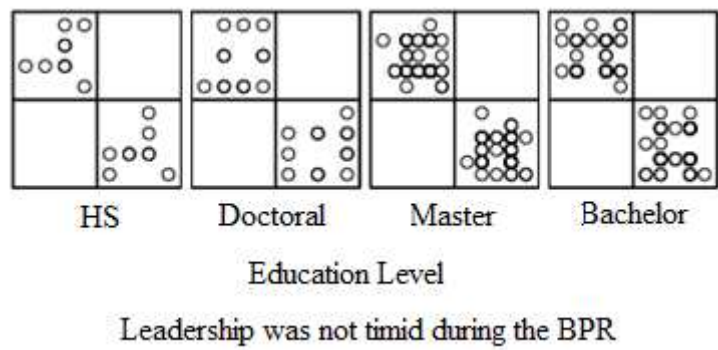 HS Doctoral Master Bachelor
Education Level
Leadership was not timid during the BPR